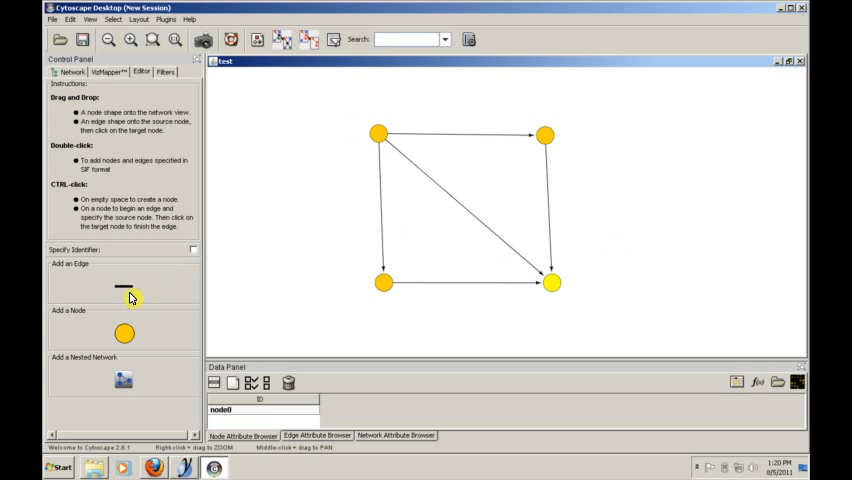 Cytoscape Desktop (New Session)
File Edit View Select Layout Plugins Help
Search:
Control Panel
Network VizMapper™ Editor Filters
test
Instructions:
Drag and Drop:
● A node shape onto the network view.
● An edge shape onto the source node, then click on the target node.
Double-click:
● To add nodes and edges specified in SIF format
CTRL-click:
● On empty space to create a node.
● On a node to begin an edge and specify the source node. Then click on the target node to finish the edge.
Specify Identifier:
Add an Edge
Add a Node
Add a Nested Network
Data Panel
f(x)
ID
node0
Node Attribute Browser Edge Attribute Browser Network Attribute Browser
Welcome to Cytoscape 2.8.1 Right-click + drag to ZOOM Middle-click + drag to PAN
Start
1:20 PM
8/5/2011